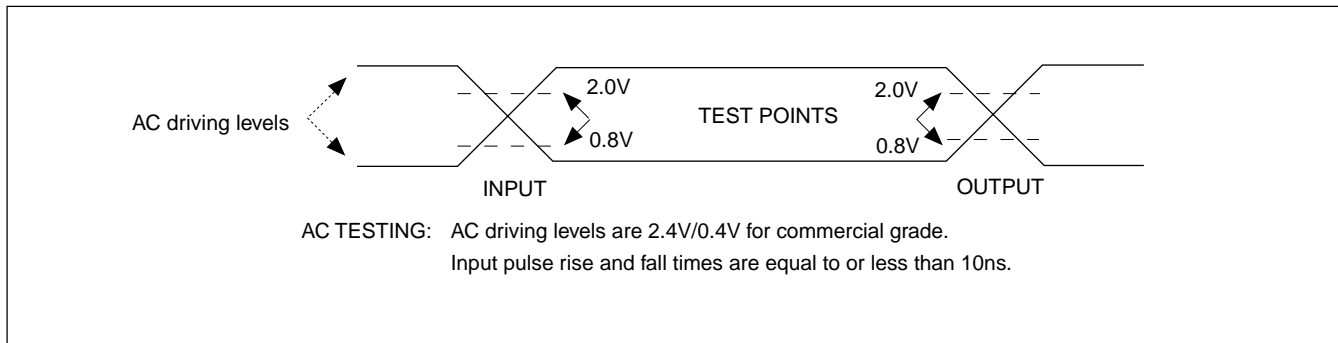 AC driving levels
2.0V
0.8V
TEST POINTS
2.0V
0.8V
INPUT
OUTPUT
AC TESTING: AC driving levels are 2.4V/0.4V for commercial grade.
Input pulse rise and fall times are equal to or less than 10ns.